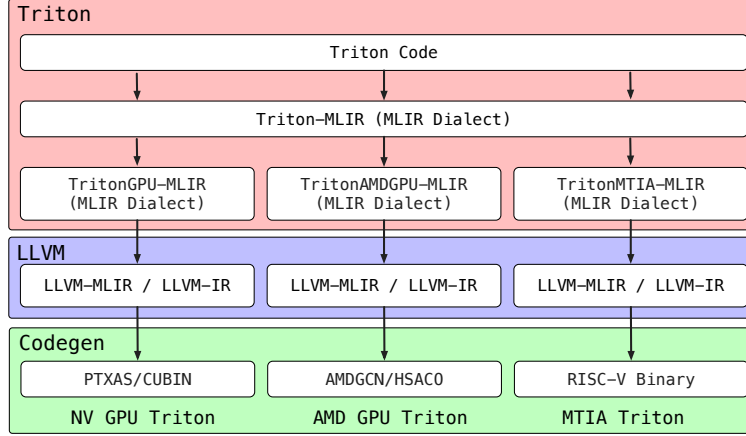 Triton
Triton Code
Triton-MLIR (MLIR Dialect)
TritonGPU-MLIR
(MLIR Dialect)
TritonAMDGPU-MLIR
(MLIR Dialect)
TritonMTIA-MLIR
(MLIR Dialect)
LLVM
LLVM-MLIR / LLVM-IR
LLVM-MLIR / LLVM-IR
LLVM-MLIR / LLVM-IR
Codegen
PTXAS/CUBIN
AMDGCN/HSACO
RISC-V Binary
NV GPU Triton
AMD GPU Triton
MTIA Triton